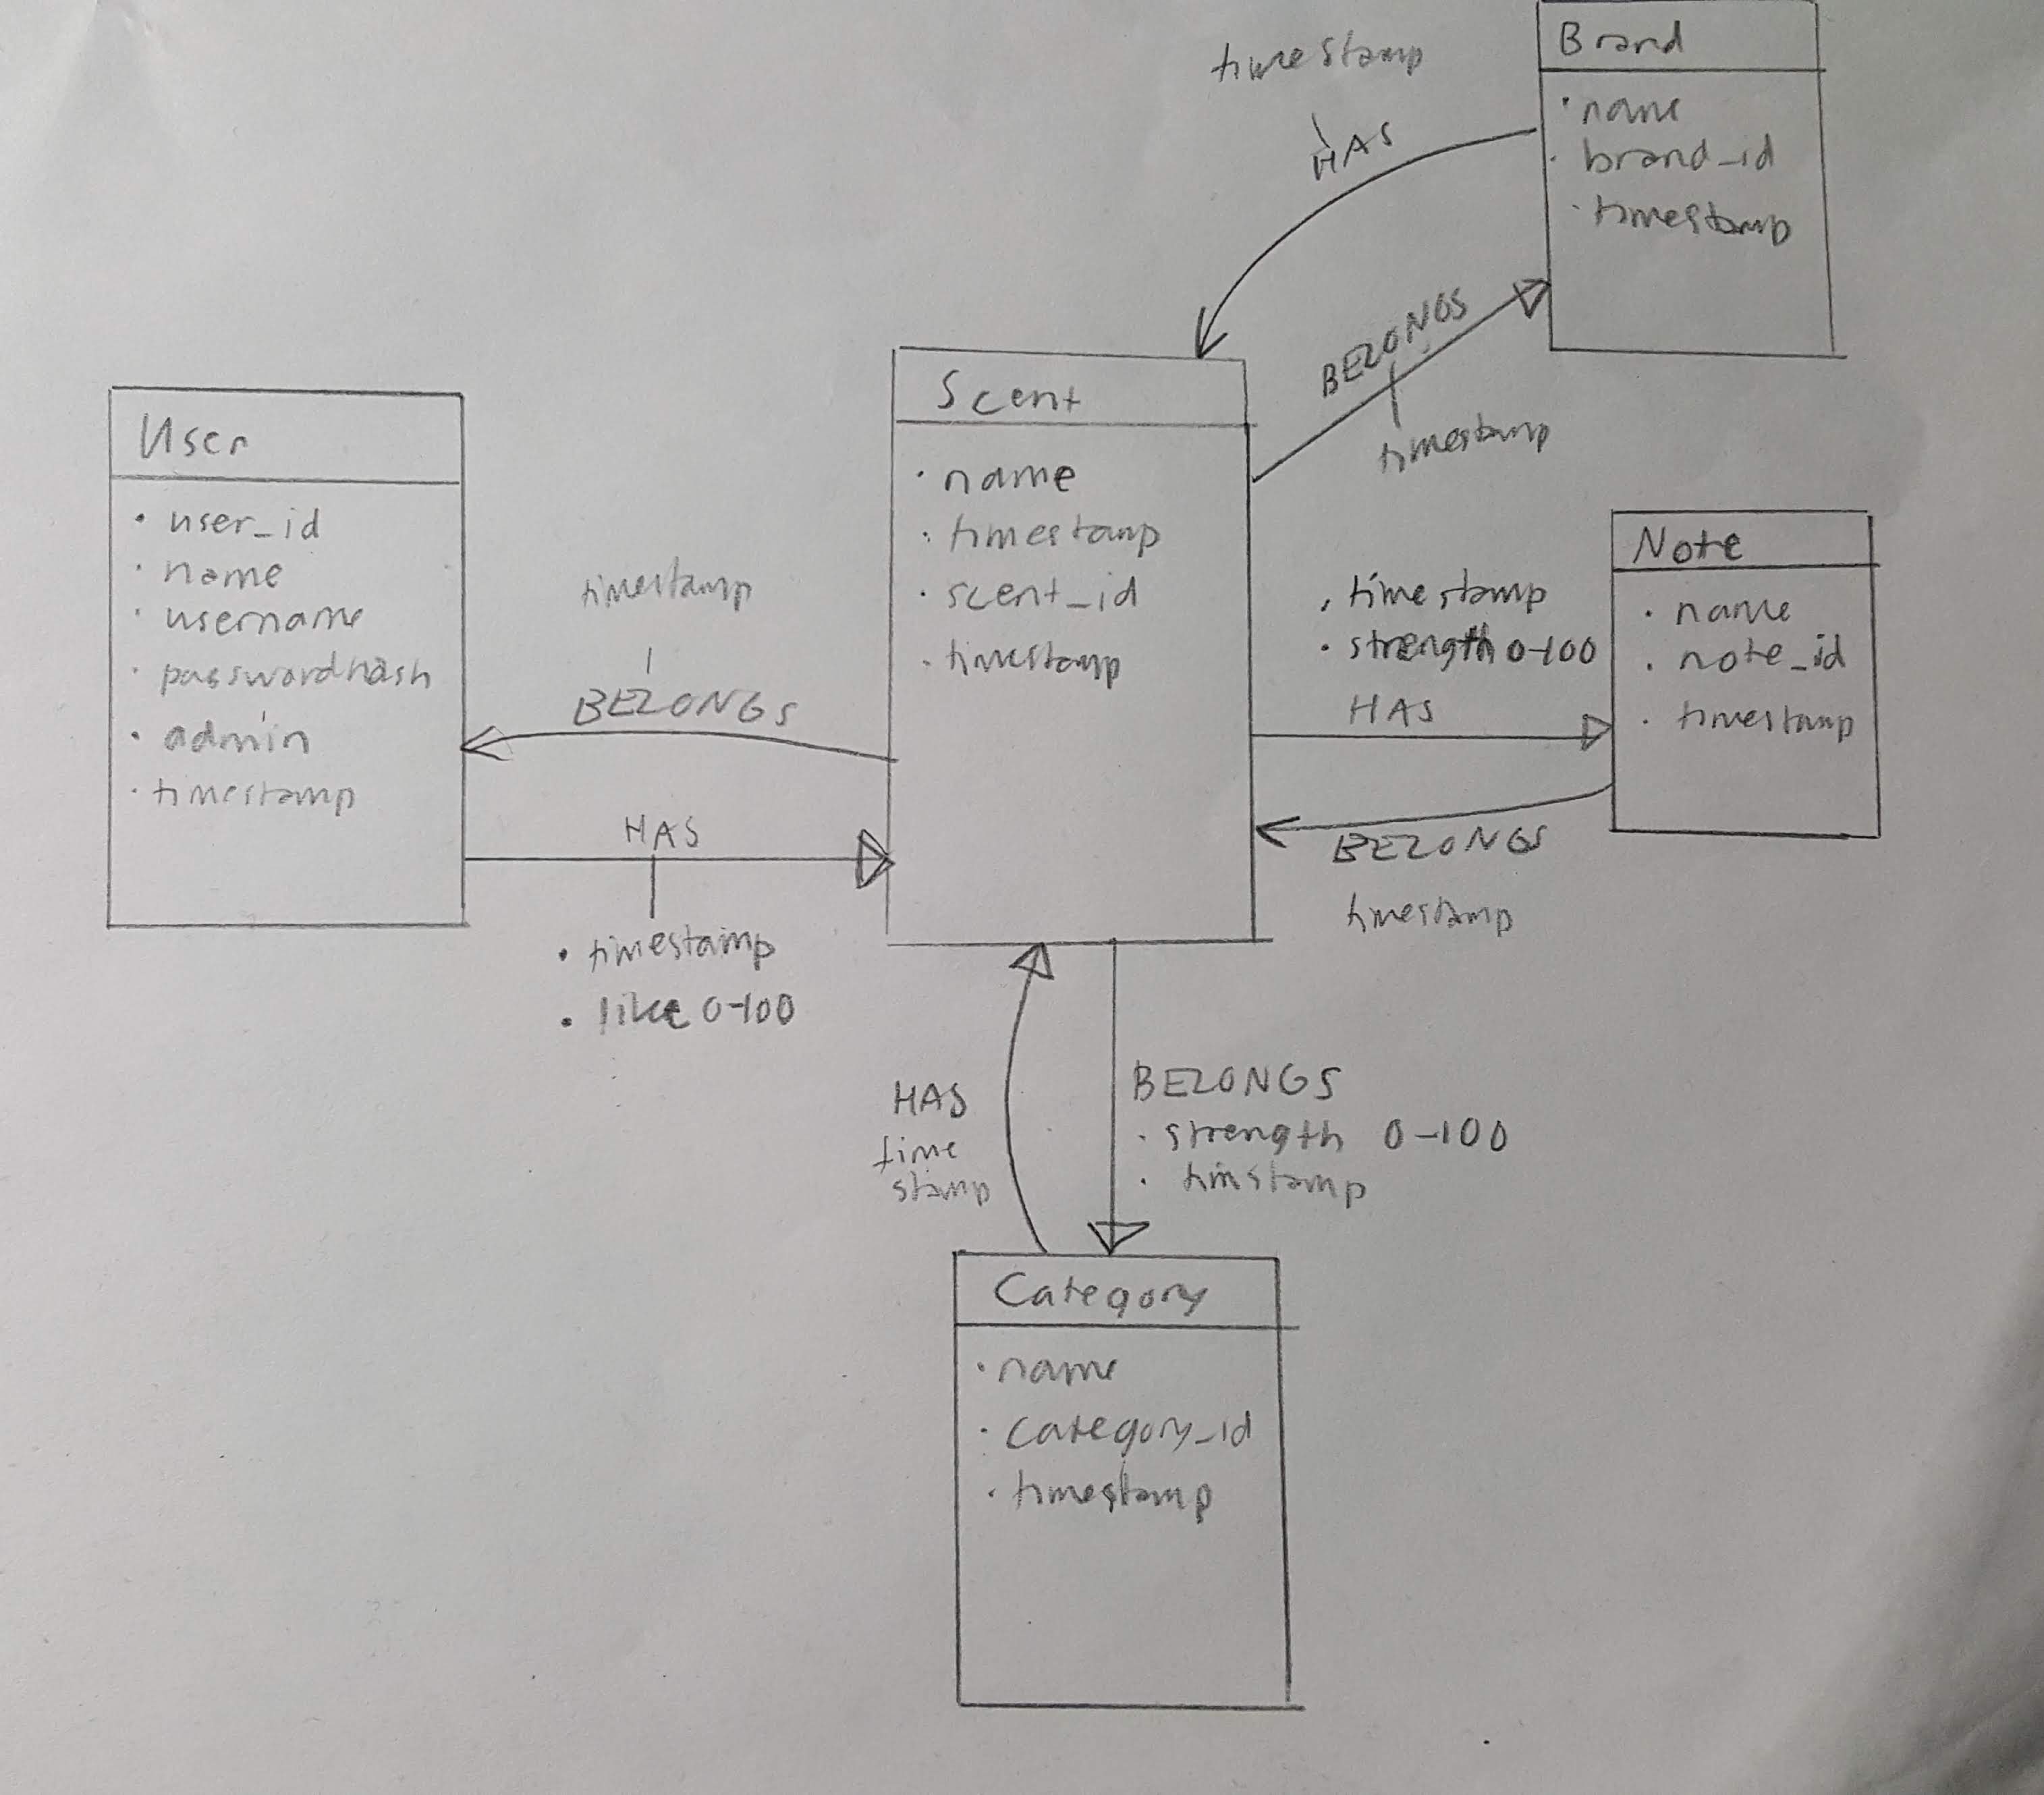 User
• user_id
• name
• username
• passwordhash
• admin
• timestamp
timestamp
BELONGS
HAS
• timestamp
• like 0-100
Scent
• name
• timestamp
• scent_id
• timestamp
timestamp
HAS
BELONGS
timestamp
Brand
• name
• brand_id
• timestamp
• timestamp
• strength 0-100
HAS
BELONGS
timestamp
Note
• name
• note_id
• timestamp
HAS
time
stamp
BELONGS
• strength 0-100
• timstamp
Category
• name
• category_id
• timestamp